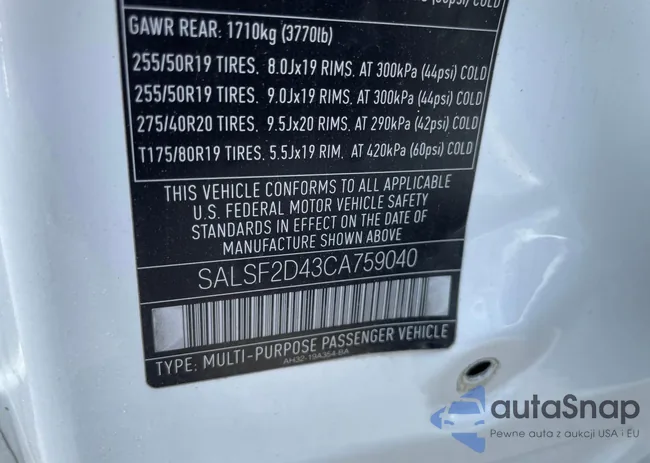 COLD
GAWR REAR: 1710kg (3770lb)
255/50R19 TIRES. 8.0Jx19 RIMS, AT 300kPa (44psi) COLD
255/50R19 TIRES. 9.0Jx19 RIMS, AT 300kPa (44psi) COLD
275/40R20 TIRES. 9.5Jx20 RIMS, AT 290kPa (42psi) COLD
T175/80R19 TIRES. 5.5Jx19 RIM, AT 420kPa (60psi) COLD
THIS VEHICLE CONFORMS TO ALL APPLICABLE
U.S. FEDERAL MOTOR VEHICLE SAFETY
STANDARDS IN EFFECT ON THE DATE OF
MANUFACTURE SHOWN ABOVE
SALSF2D43CA759040
TYPE: MULTI-PURPOSE PASSENGER VEHICLE
AH32-19A354-BA
autaSnap
Pewne auta z aukcji USA i EU